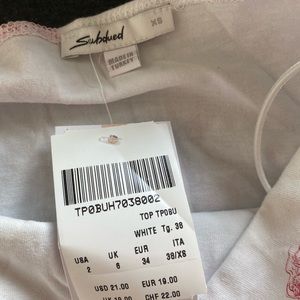 Subdued
XS
MADE IN
TURKEY
TP0BUH7038002
TOP TP0BU
WHITE Tg. 38
USA UK EUR ITA
2 6 34 38/XS
USD 21.00 EUR 19.00
CHF 22.00